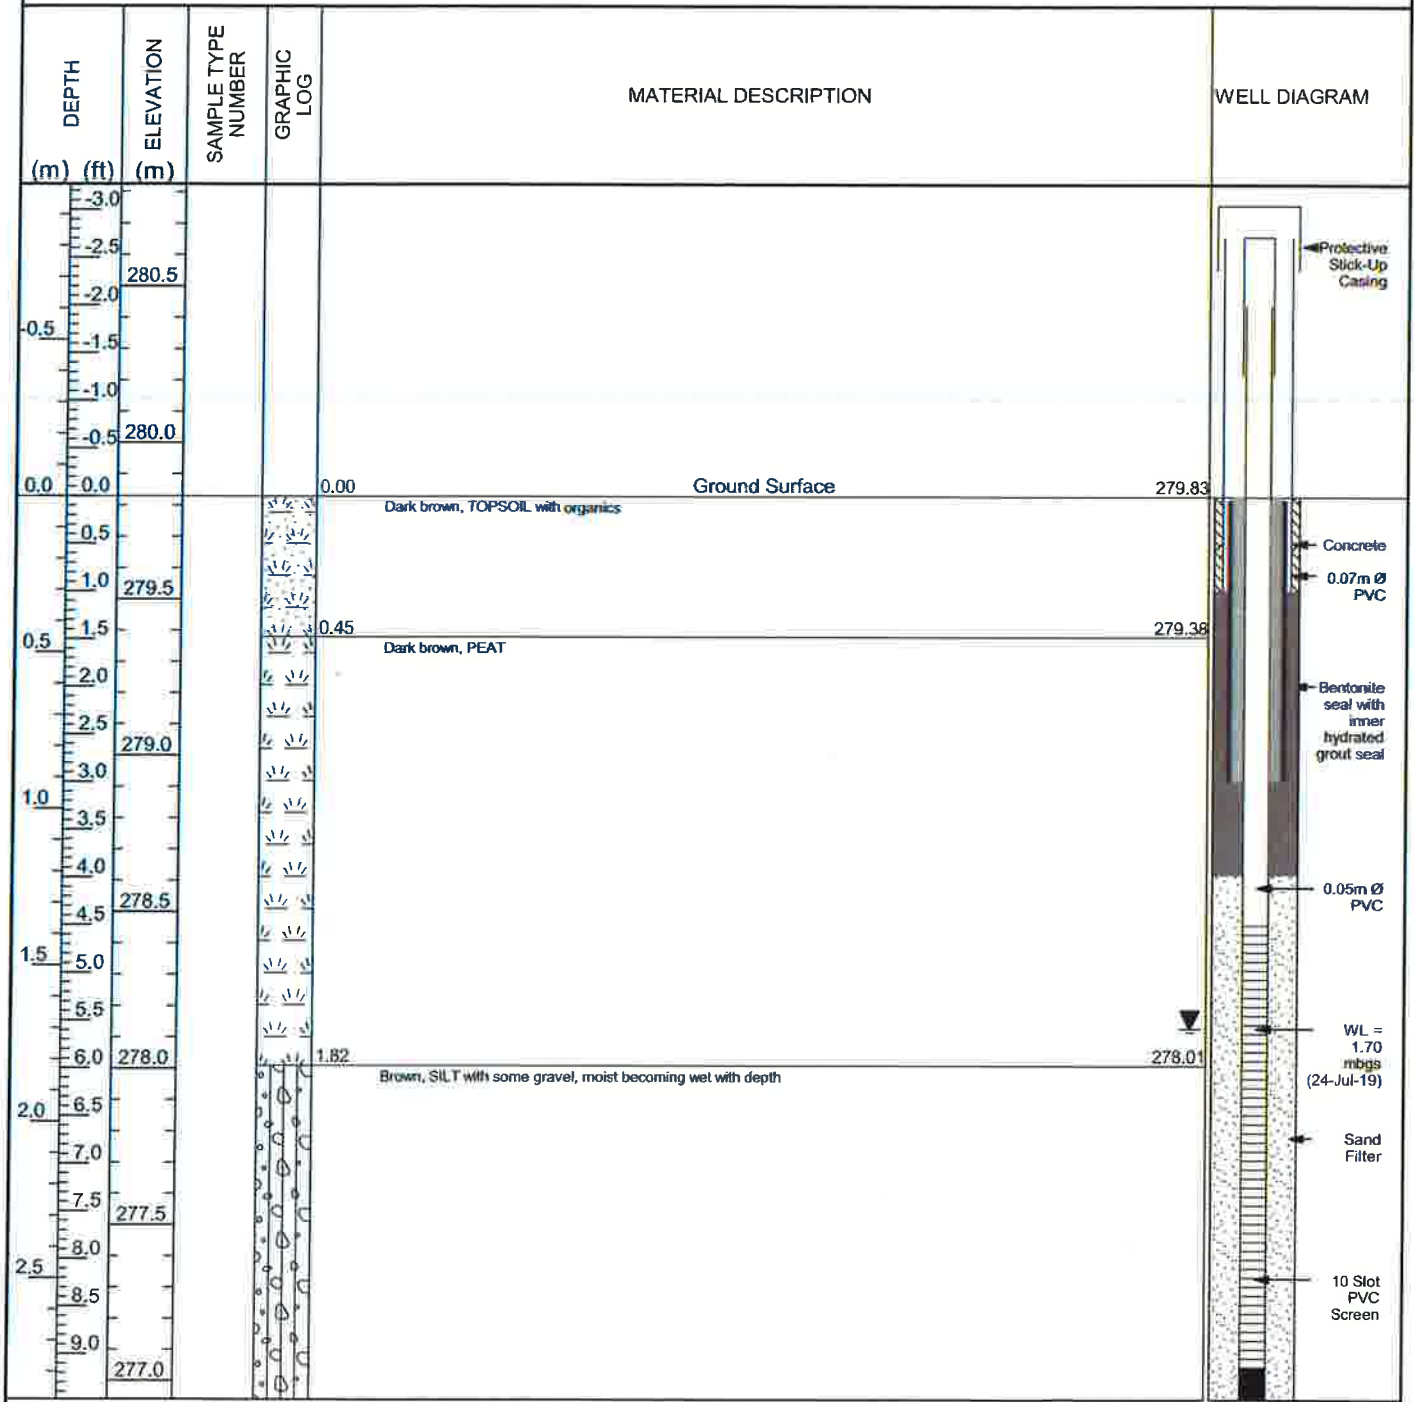 DEPTH
ELEVATION
SAMPLE TYPE
NUMBER
GRAPHIC
LOG
MATERIAL DESCRIPTION
WELL DIAGRAM
(m) (ft) (m)
-3.0
-2.5
280.5
-2.0
-0.5
-1.5
-1.0
-0.5 280.0
0.0 0.0 0.00 Ground Surface 279.83
Dark brown, TOPSOIL with organics
0.5
1.0 279.5
0.5 1.5 0.45 279.38
Dark brown, PEAT
2.0
2.5
279.0
3.0
1.0
3.5
4.0
278.5
4.5
1.5
5.0
5.5
6.0 278.0 1.82 278.01
Brown, SILT with some gravel, moist becoming wet with depth
2.0 6.5
7.0
7.5
277.5
8.0
2.5
8.5
9.0
277.0
Protective
Stick-Up
Casing
Concrete
0.07m Ø
PVC
Bentonite
seal with
inner
hydrated
grout seal
0.05m Ø
PVC
WL =
1.70
mbgs
(24-Jul-19)
Sand
Filter
10 Slot
PVC
Screen